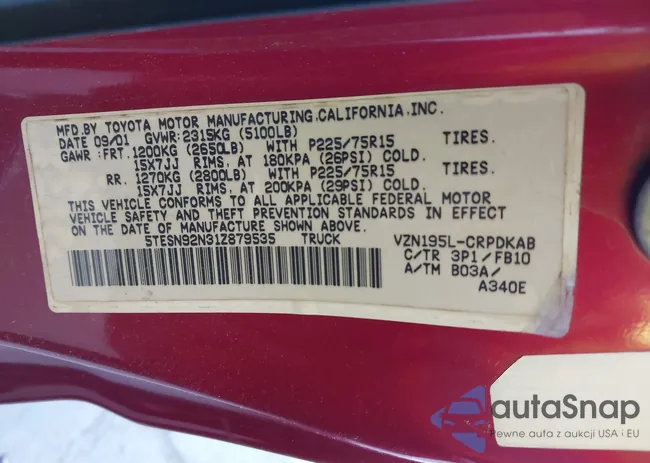 MFD.BY TOYOTA MOTOR MANUFACTURING,CALIFORNIA,INC.
DATE 09/01 GVWR:2315KG (5100LB)
GAWR:FRT.1200KG (2650LB) WITH P225/75R15 TIRES.
15X7JJ RIMS, AT 180KPA (26PSI) COLD.
RR. 1270KG (2800LB) WITH P225/75R15 TIRES.
15X7JJ RIMS, AT 200KPA (29PSI) COLD.
THIS VEHICLE CONFORMS TO ALL APPLICABLE FEDERAL MOTOR
VEHICLE SAFETY AND THEFT PREVENTION STANDARDS IN EFFECT
ON THE DATE OF MANUFACTURE SHOWN ABOVE.
5TESN92N31Z879535 TRUCK VZN195L-CRPDKAB
C/TR 3P1/FB10
A/TM B03A/
A340E
autaSnap
Pewne auta z aukcji USA i EU